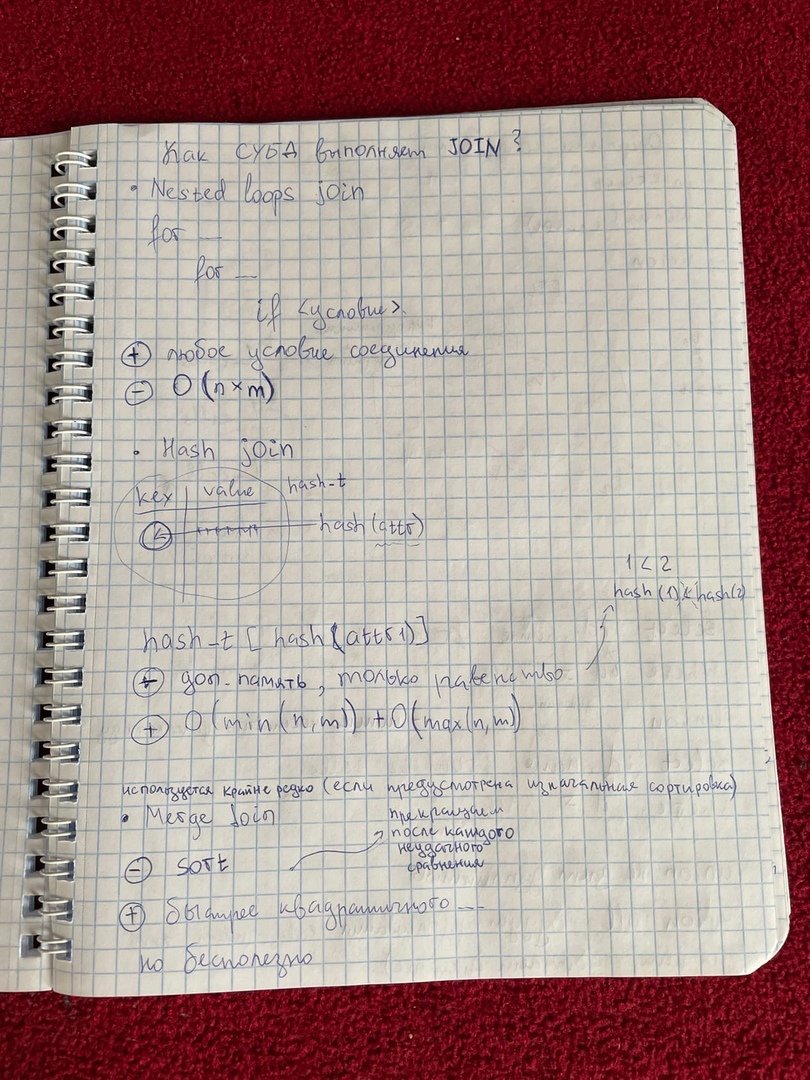 Как СУБД выполняет JOIN?
• Nested loops join
for ...
for ...
if <условие>
+ любое условие соединения
- O(n×m)
• Hash join
key | value hash-t
hash(attr)
1 < 2
hash(1) < hash(2)
hash-t [hash(attr1)]
- доп. память, только равенство
+ O(min(n,m)) + O(max(n,m))
используется крайне редко (если предусмотрена изначальная сортировка)
• Merge Join
прекращаем
после каждого
неудачного
сравнения
- sort
+ быстрее квадратичного ...
но бесполезно